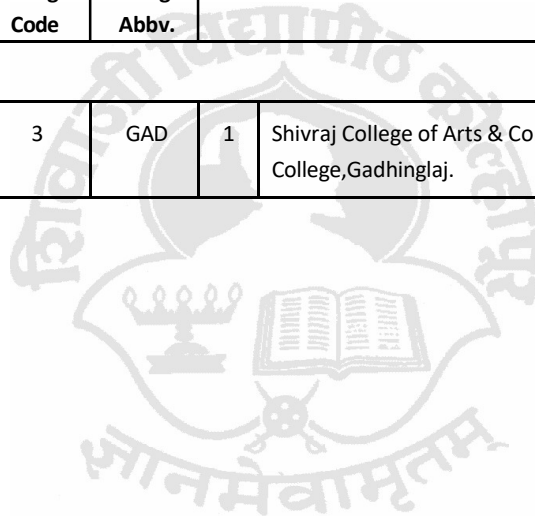 Code Abbv.
3 GAD 1 Shivraj College of Arts & Co
College,Gadhinglaj.
शिवाजी विद्यापीठ कोल्हापूर
ज्ञानमेवामृतम्